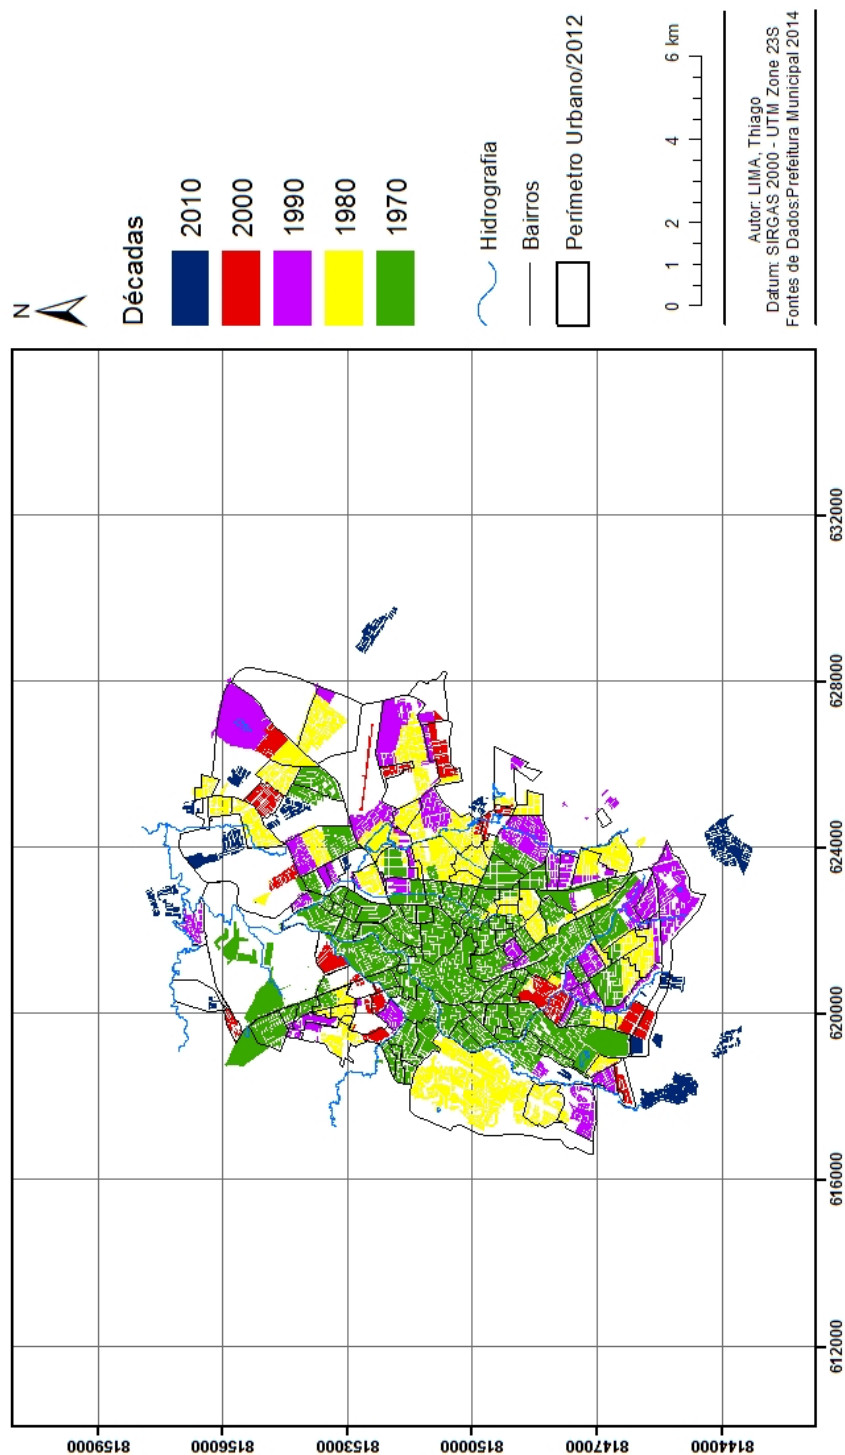 N
Décadas
2010
2000
1990
1980
1970
Hidrografia
Bairros
Perímetro Urbano/2012
0 1 2 4 6 km
Autor: LIMA, Thiago
Datum: SIRGAS 2000 - UTM Zone 23S
Fontes de Dados:Prefeitura Municipal 2014
612000
616000
620000
624000
628000
632000
8159000
8156000
8153000
8150000
8147000
8144000